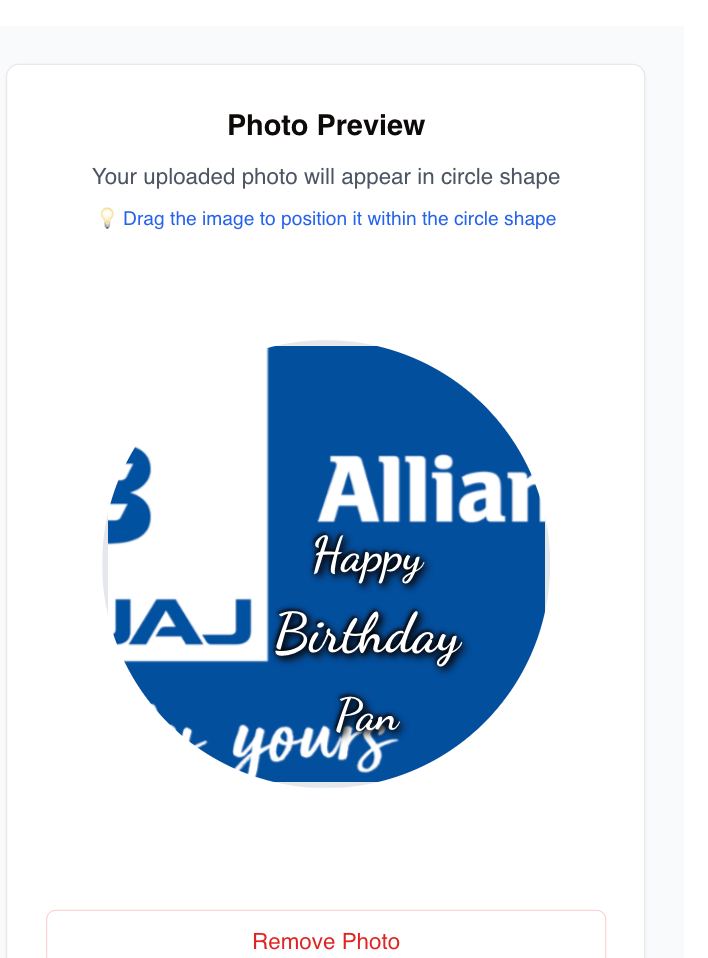 Photo Preview
Your uploaded photo will appear in circle shape
Drag the image to position it within the circle shape
Allian
Happy
JAJ
Birthday
Pan
yours
Remove Photo